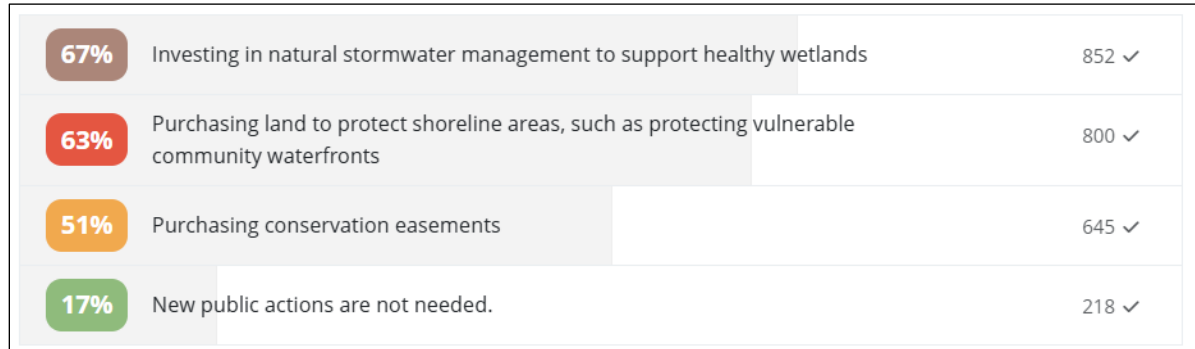 67% Investing in natural stormwater management to support healthy wetlands 852 ✓
63% Purchasing land to protect shoreline areas, such as protecting vulnerable
community waterfronts 800 ✓
51% Purchasing conservation easements 645 ✓
17% New public actions are not needed. 218 ✓